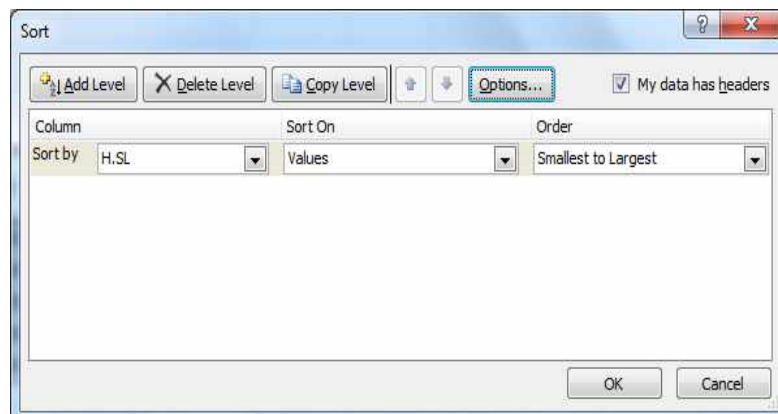 Sort
Add Level Delete Level Copy Level Options... My data has headers
Column Sort On Order
Sort by H.SL Values Smallest to Largest
OK Cancel